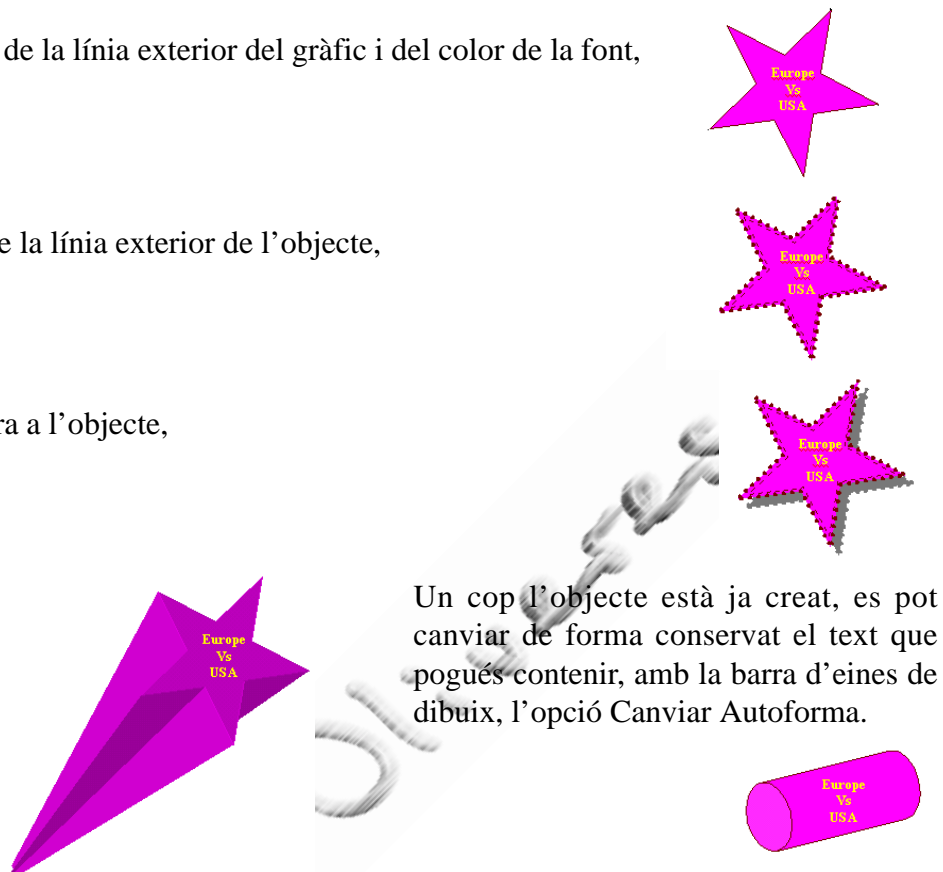 de la línia exterior del gràfic i del color de la font,
Europe
Vs
USA
la línia exterior de l’objecte,
Europe
Vs
USA
a l’objecte,
Europe
Vs
USA
Europe
Vs
USA
Un cop l’objecte està ja creat, es pot
canviar de forma conservat el text que
pogués contenir, amb la barra d’eines de
dibuix, l’opció Canviar Autoforma.
Europe
Vs
USA